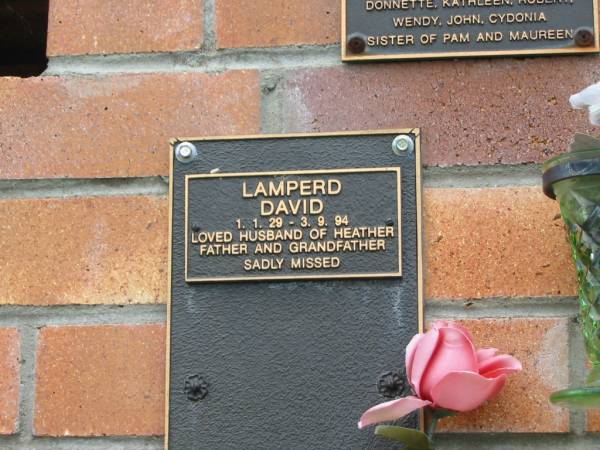 DONNETTE, KATHLEEN, ROBERT,
WENDY, JOHN, CYDONIA
SISTER OF PAM AND MAUREEN
LAMPERD
DAVID
1. 1. 29 - 3. 9. 94
LOVED HUSBAND OF HEATHER
FATHER AND GRANDFATHER
SADLY MISSED